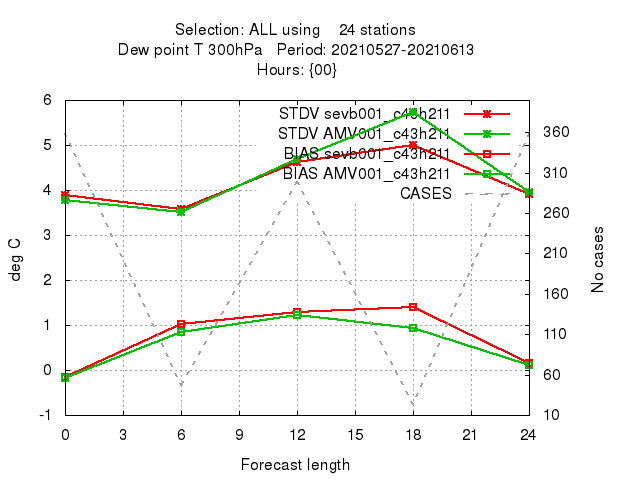 Selection: ALL using 24 stations
Dew point T 300hPa Period: 20210527-20210613
Hours: {00}
STDV sevb001_c43h211
STDV AMV001_c43h211
BIAS sevb001_c43h211
BIAS AMV001_c43h211
CASES
6
5
4
3
2
1
0
-1
deg C
360
310
260
210
160
110
60
10
No cases
0 3 6 9 12 15 18 21 24
Forecast length